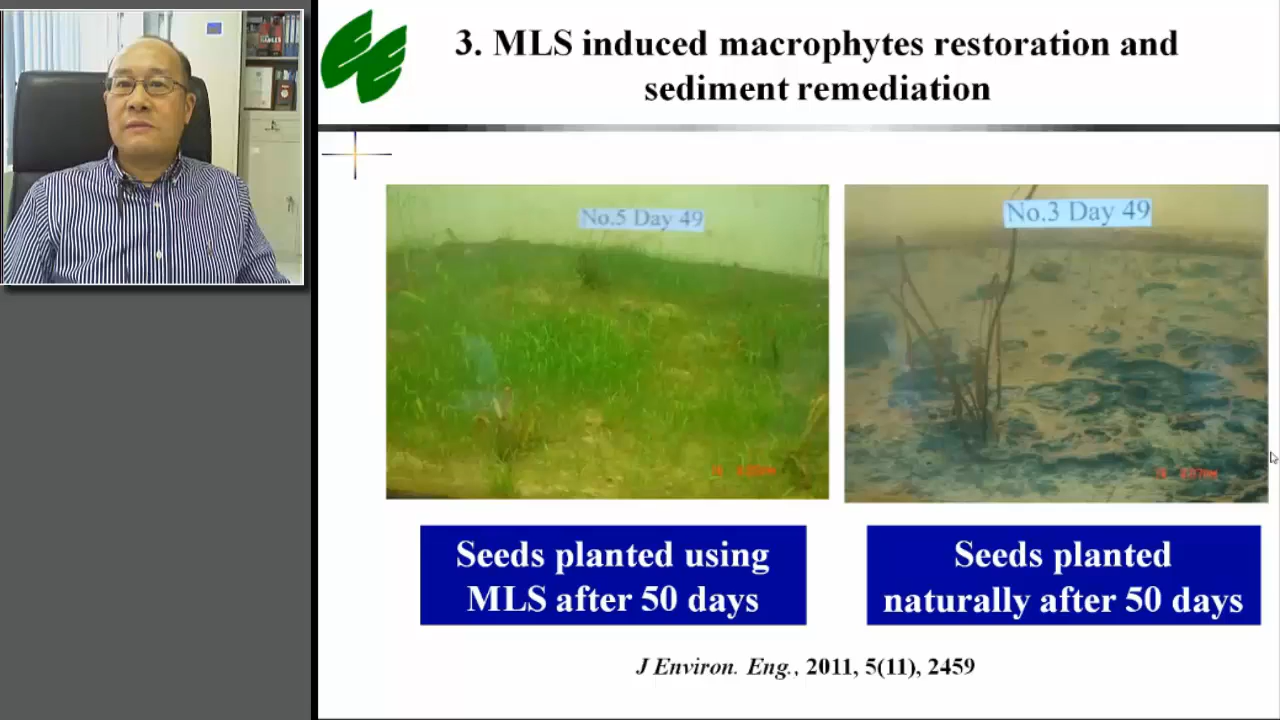 3. MLS induced macrophytes restoration and
sediment remediation
No.5 Day 49
No.3 Day 49
Seeds planted using
MLS after 50 days
Seeds planted
naturally after 50 days
J Environ. Eng., 2011, 5(11), 2459